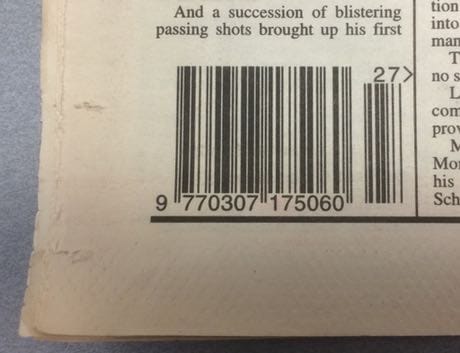 And a succession of blistering
passing shots brought up his first
27>
9 770307 175060
tion
into
man
T
no s
L
com
prov
M
Mor
his
Sch